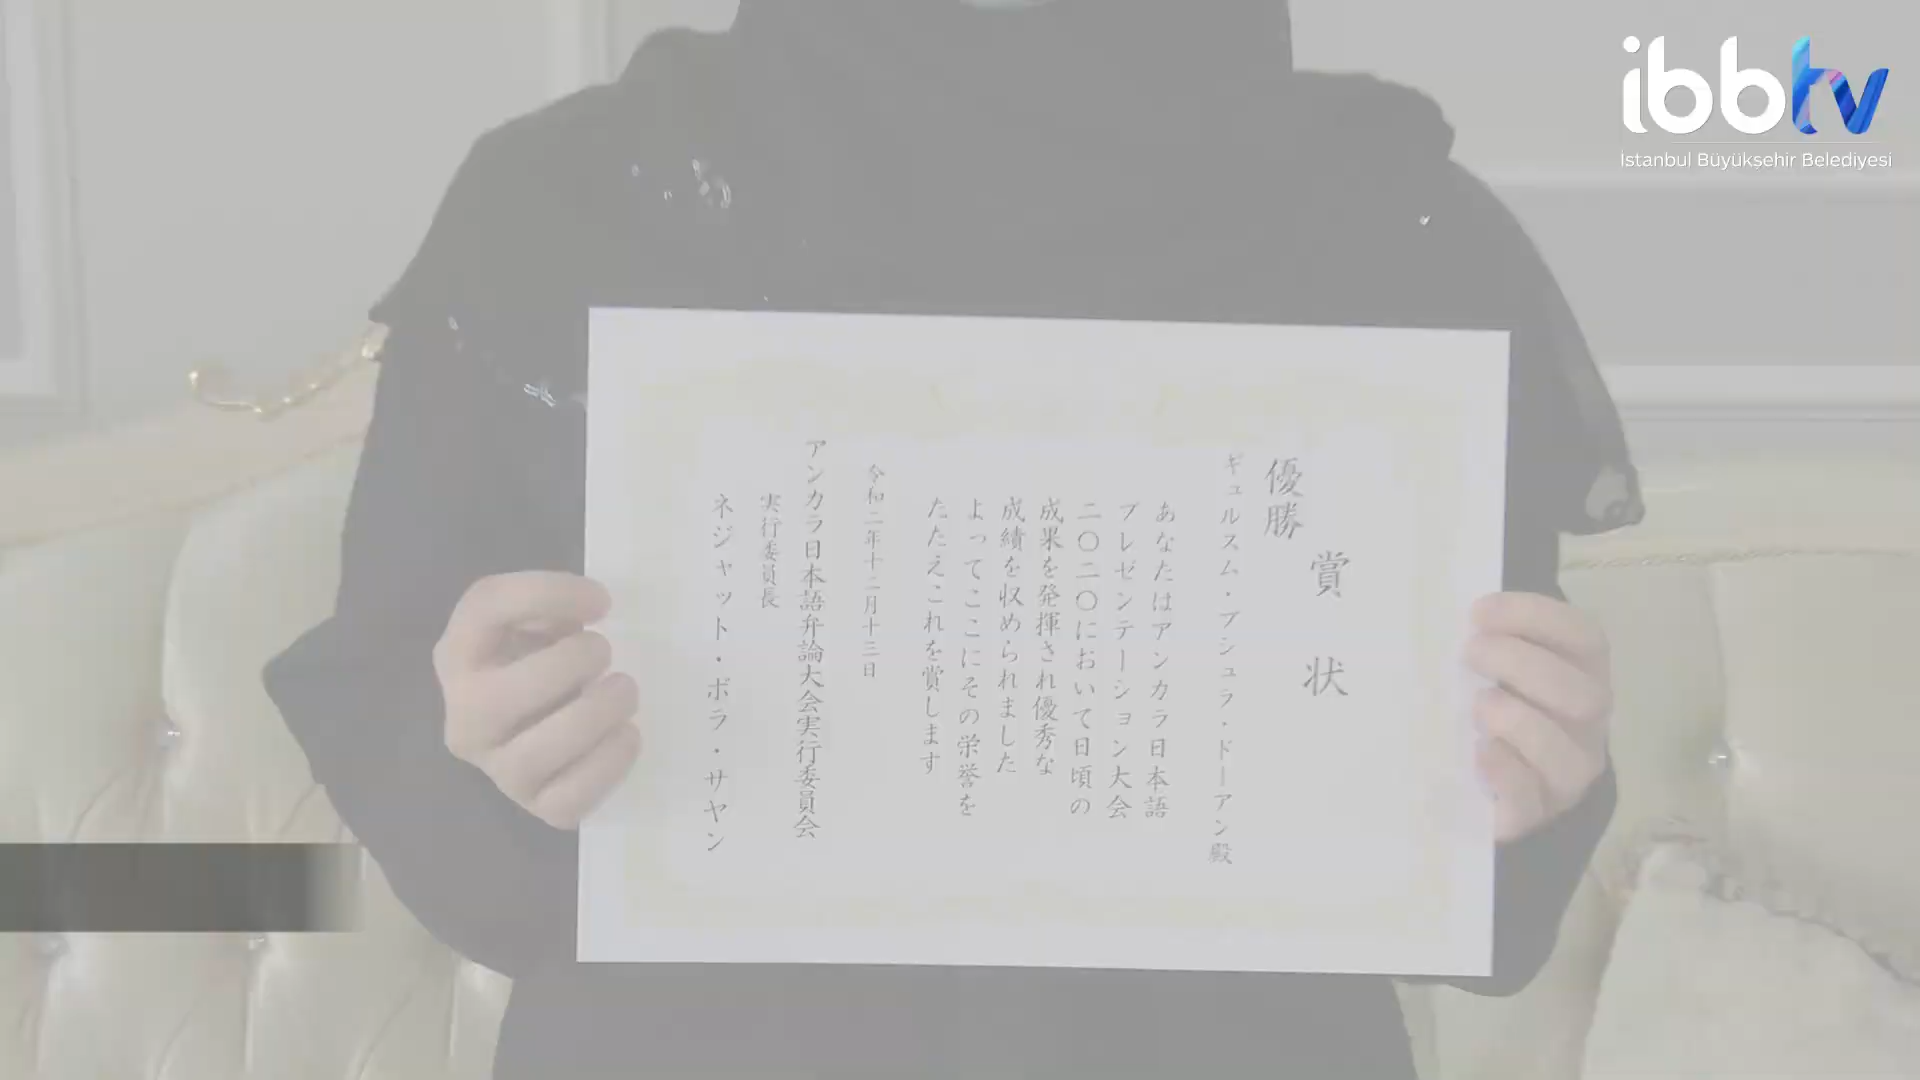 ibbtv
İstanbul Büyükşehir Belediyesi
賞状
優勝
ギュルスム・ブシュラ・ドーアン殿
あなたはアンカラ日本語
プレゼンテーション大会
二〇二〇において日頃の
成果を発揮され優秀な
成績を収められました
よってここにその栄誉を
たたえこれを賞します
令和二年十二月十三日
アンカラ日本語弁論大会実行委員会
実行委員長
ネジャット・ボラ・サヤン